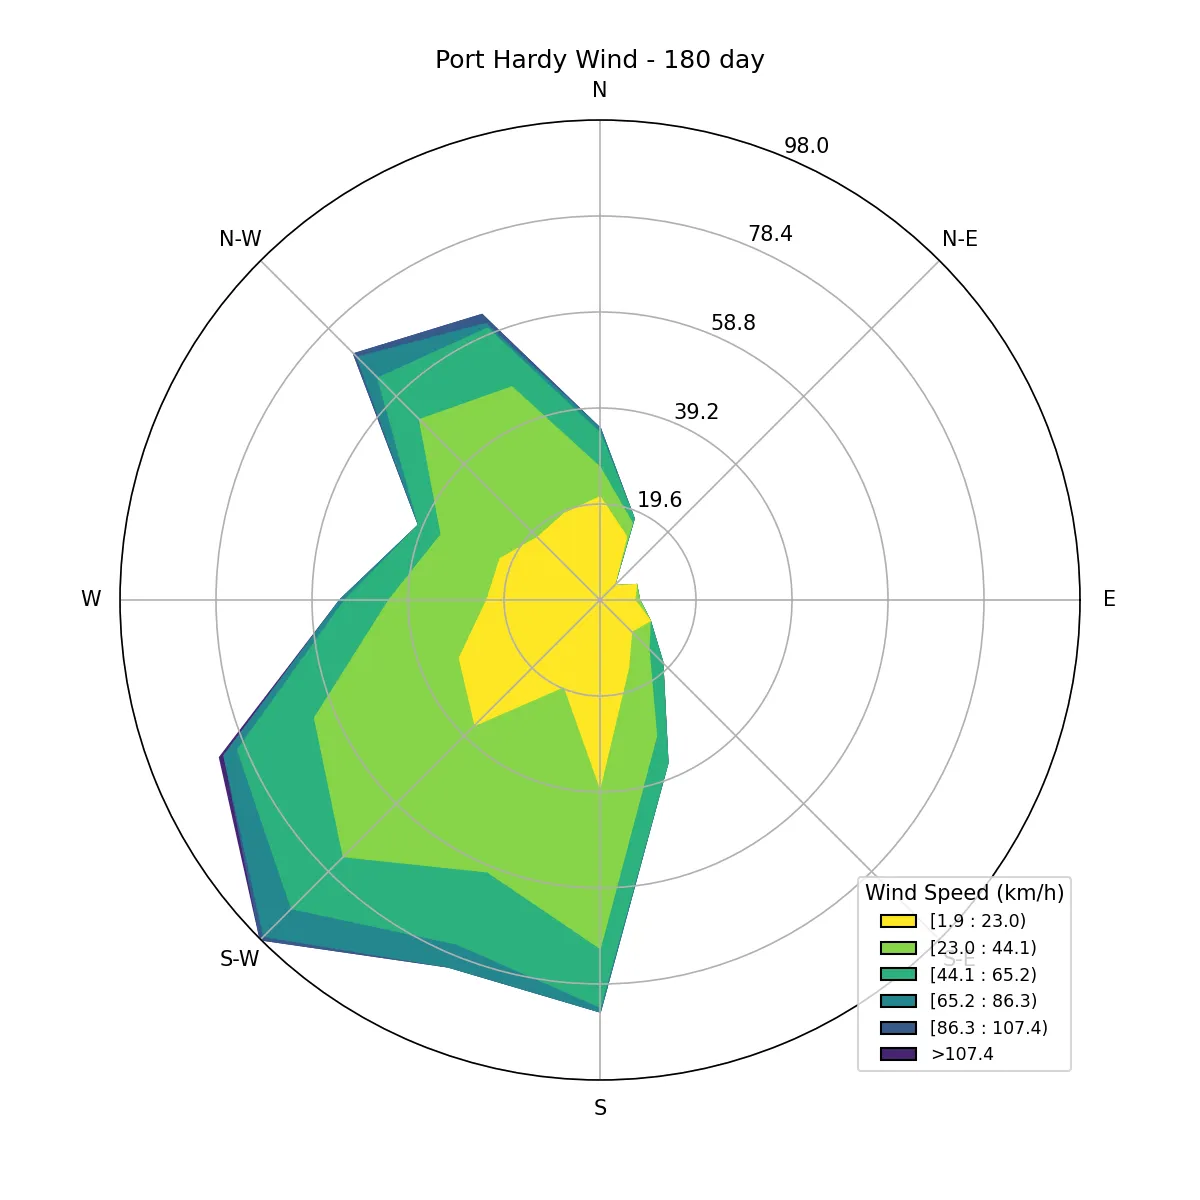 Port Hardy Wind - 180 day
N
98.0
N-W
78.4
N-E
58.8
39.2
19.6
W
E
S-W
S-E
Wind Speed (km/h)
[1.9 : 23.0)
[23.0 : 44.1)
[44.1 : 65.2)
[65.2 : 86.3)
[86.3 : 107.4)
>107.4
S